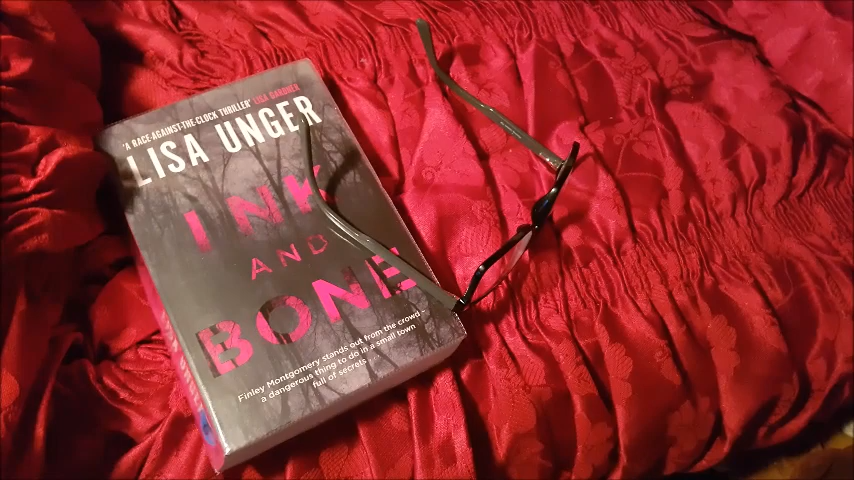 'A RACE-AGAINST-THE-CLOCK THRILLER' LISA GARDNER
LISA UNGER
INK
AND
BONE
Finley Montgomery stands out from the crowd –
a dangerous thing to do in a small town
full of secrets...